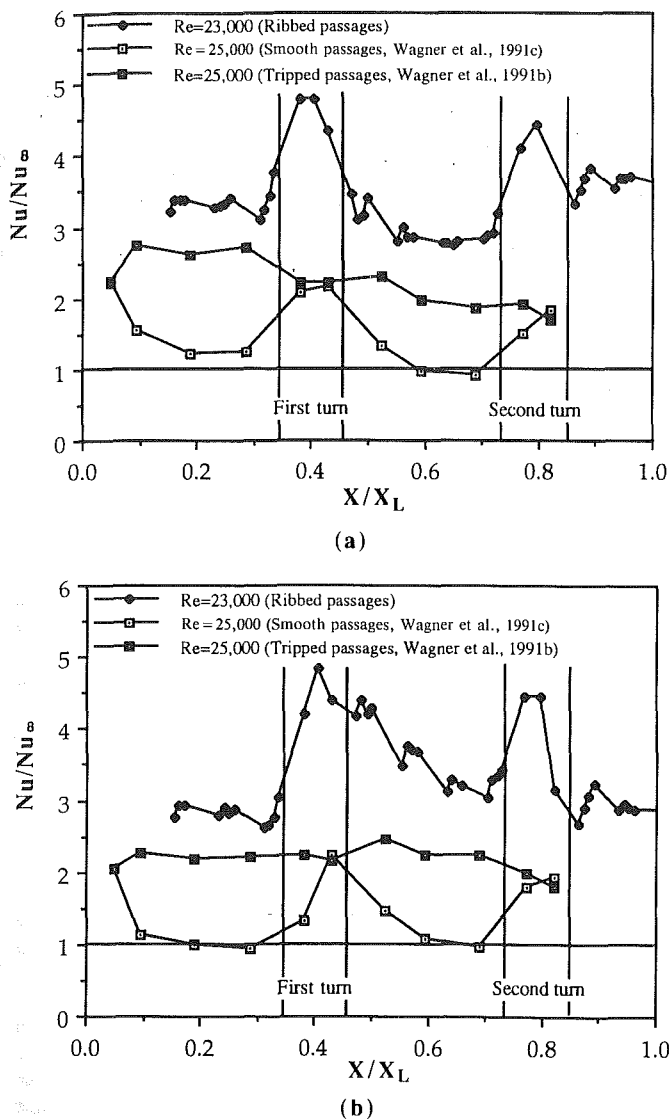 6
Re=23,000 (Ribbed passages)
Re = 25,000 (Smooth passages, Wagner et al., 1991c)
Re=25,000 (Tripped passages, Wagner et al., 1991b)
5
4
Nu/Nu∞
3
2
1
First turn
Second turn
0
0.0
0.2
0.4
0.6
0.8
1.0
X/X_L
(a)
6
Re=23,000 (Ribbed passages)
Re = 25,000 (Smooth passages, Wagner et al., 1991c)
Re=25,000 (Tripped passages, Wagner et al., 1991b)
5
4
Nu/Nu∞
3
2
1
First turn
Second turn
0
0.0
0.2
0.4
0.6
0.8
1.0
X/X_L
(b)